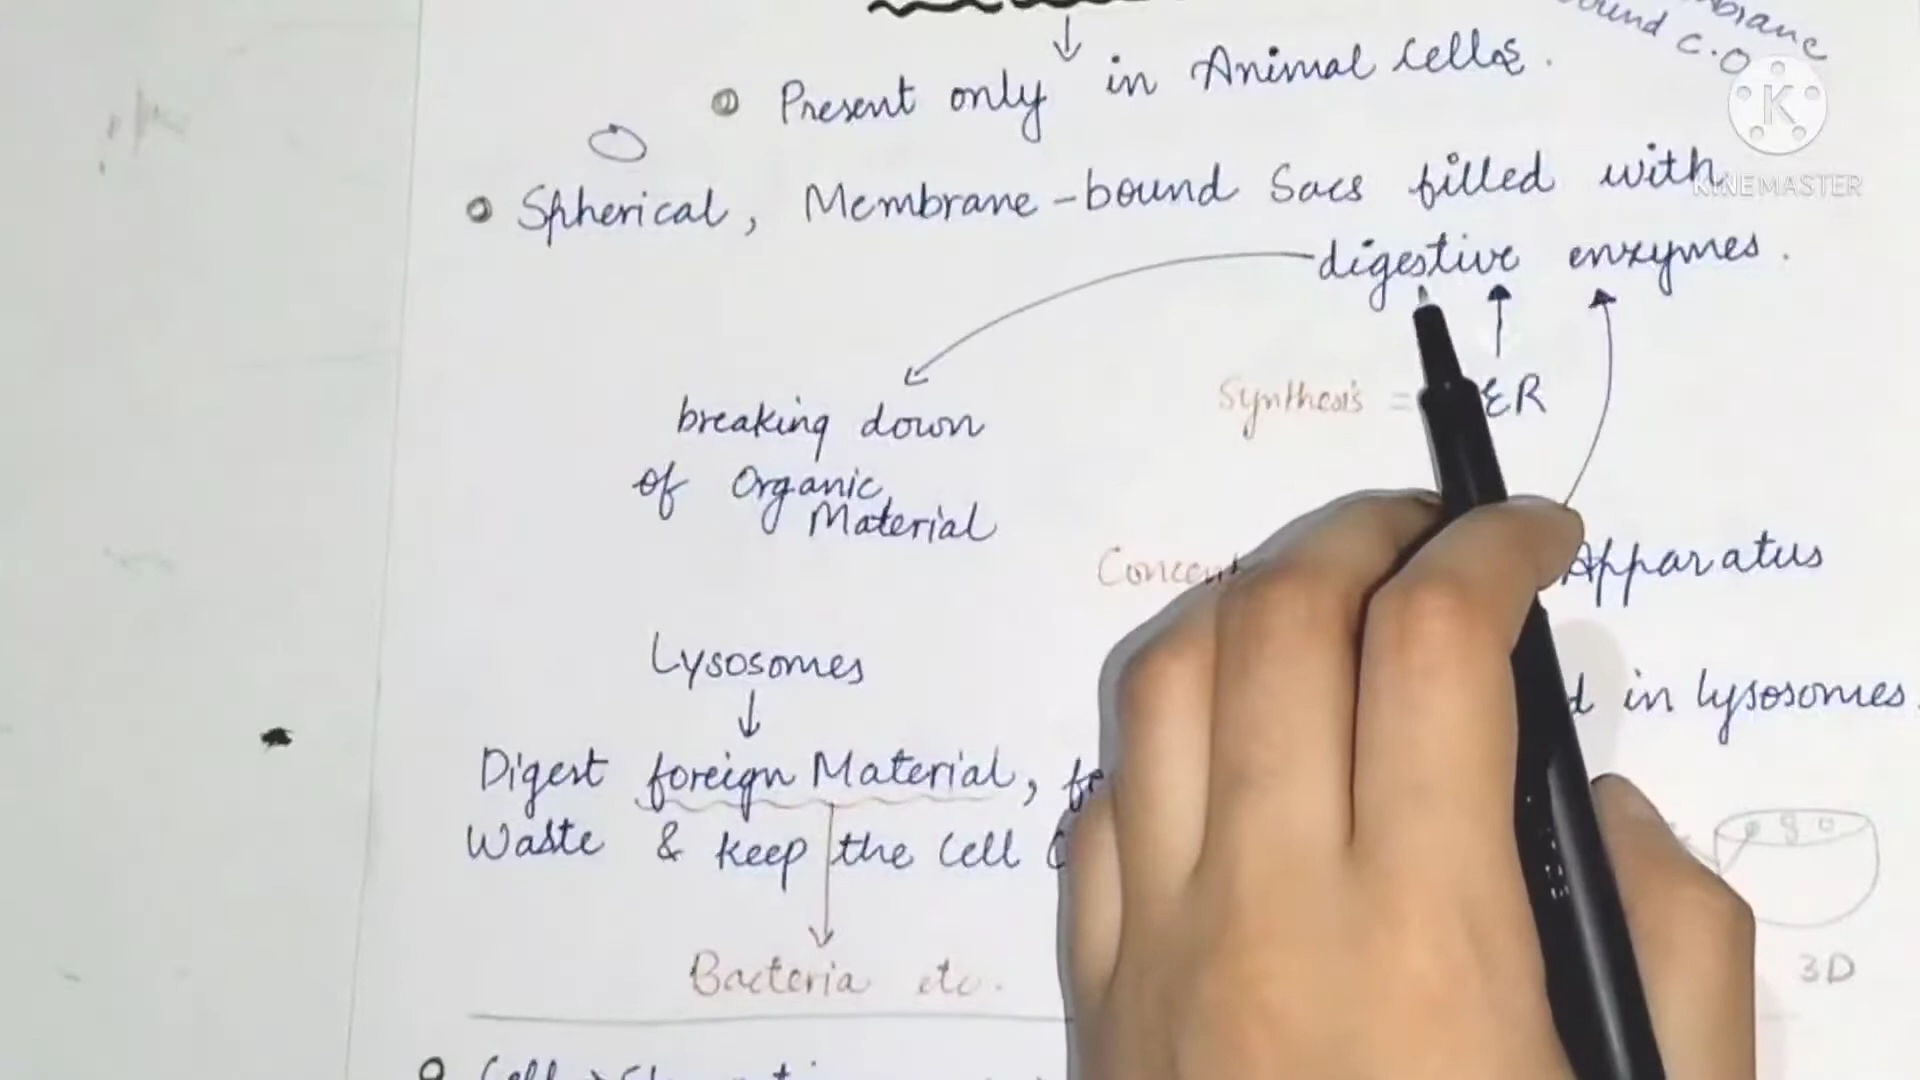 bound C.O
Present only in Animal Cells.
Spherical, Membrane-bound Sacs filled with
digestive enzymes.
KINEMASTER
breaking down
of Organic
Material
Synthesis = ER
Apparatus
Lysosomes
in lysosomes.
Digest foreign Material,
Waste & keep the Cell
Bacteria etc.
3D